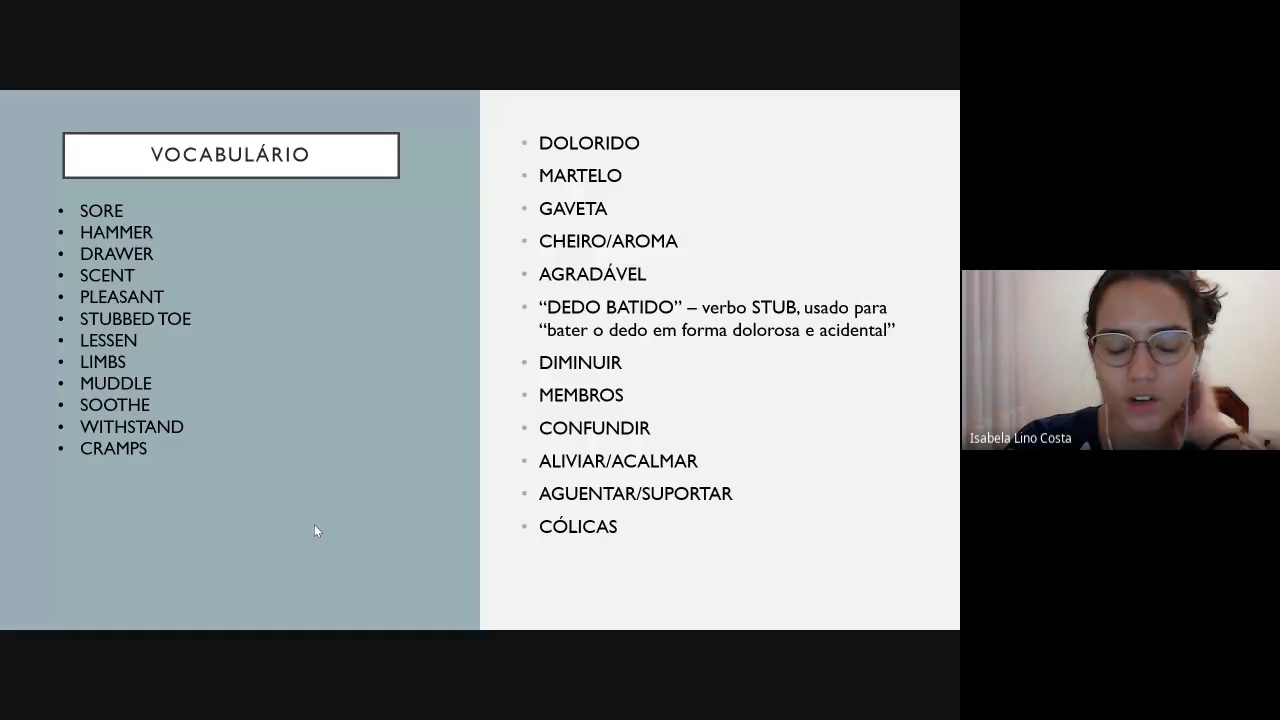 VOCABULÁRIO
• SORE
• HAMMER
• DRAWER
• SCENT
• PLEASANT
• STUBBED TOE
• LESSEN
• LIMBS
• MUDDLE
• SOOTHE
• WITHSTAND
• CRAMPS
• DOLORIDO
• MARTELO
• GAVETA
• CHEIRO/AROMA
• AGRADÁVEL
• “DEDO BATIDO” – verbo STUB, usado para
“bater o dedo em forma dolorosa e acidental”
• DIMINUIR
• MEMBROS
• CONFUNDIR
• ALIVIAR/ACALMAR
• AGUENTAR/SUPORTAR
• CÓLICAS
Isabela Lino Costa